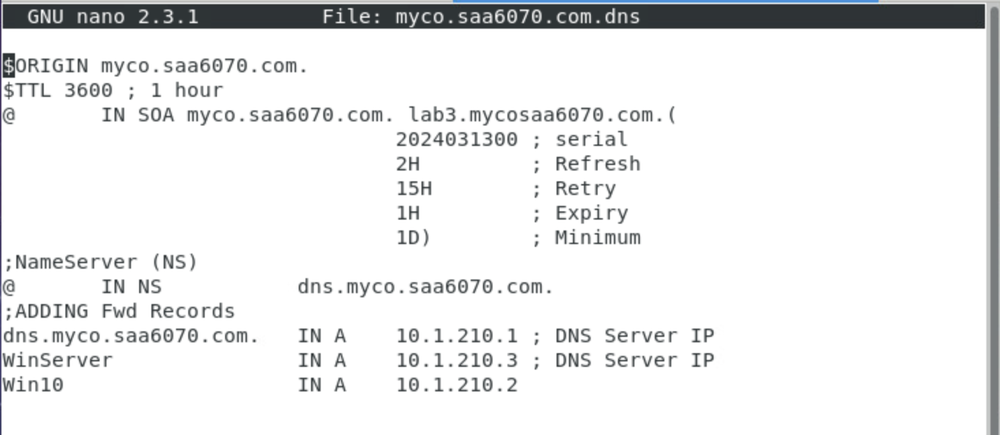 GNU nano 2.3.1 File: myco.saa6070.com.dns
$ORIGIN myco.saa6070.com.
$TTL 3600 ; 1 hour
@ IN SOA myco.saa6070.com. lab3.mycosaa6070.com.(
2024031300 ; serial
2H ; Refresh
15H ; Retry
1H ; Expiry
1D) ; Minimum
;NameServer (NS)
@ IN NS dns.myco.saa6070.com.
;ADDING Fwd Records
dns.myco.saa6070.com. IN A 10.1.210.1 ; DNS Server IP
WinServer IN A 10.1.210.3 ; DNS Server IP
Win10 IN A 10.1.210.2